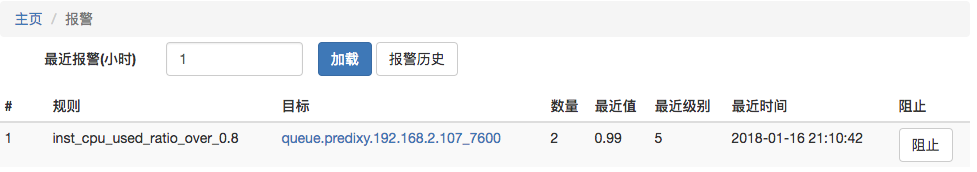 主页 / 报警
最近报警(小时) 1 加载 报警历史
# 规则 目标 数量 最近值 最近级别 最近时间 阻止
1 inst_cpu_used_ratio_over_0.8 queue.predixy.192.168.2.107_7600 2 0.99 5 2018-01-16 21:10:42 阻止